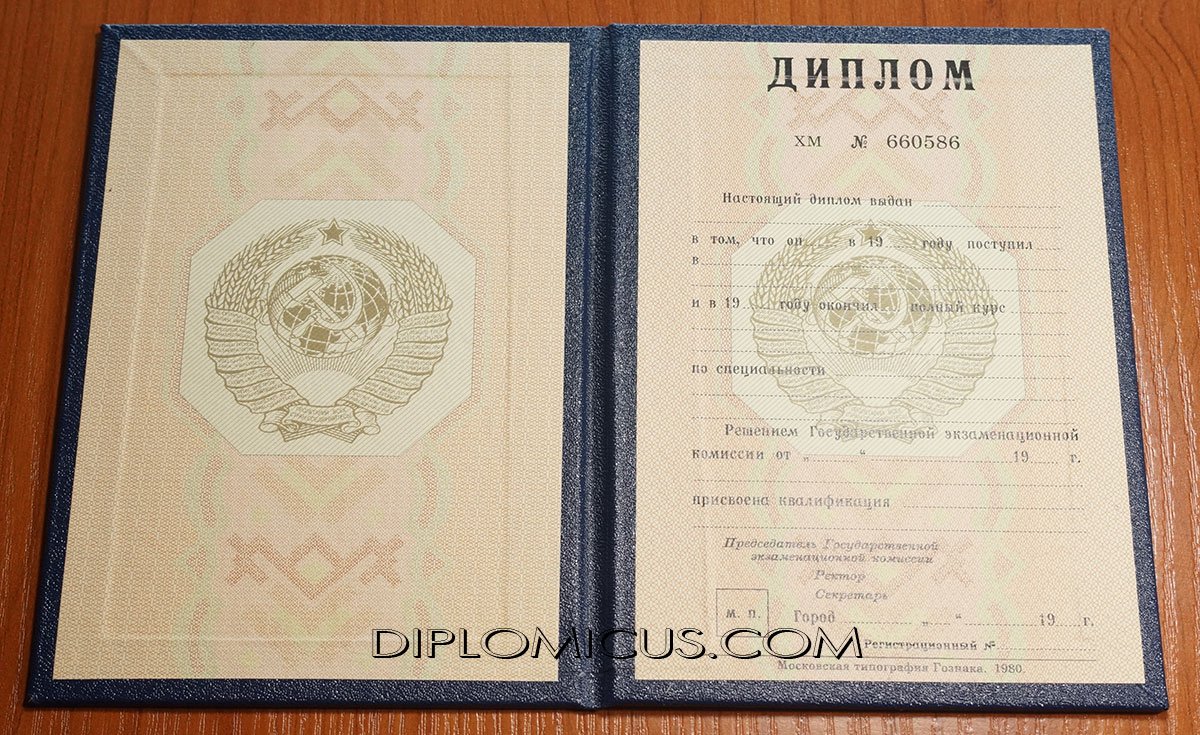 ДИПЛОМ
ХМ № 660586
Настоящий диплом выдан
в том, что он в 19 году поступил
в
и в 19 году окончил полный курс
по специальности
Решением Государственной экзаменационной
комиссии от „ “ 19 г.
присвоена квалификация
Председатель Государственной
экзаменационной комиссии
Ректор
Секретарь
М. П. Город „ “ 19 г.
Регистрационный №
Московская типография Гознака. 1980.
DIPLOMICUS.COM